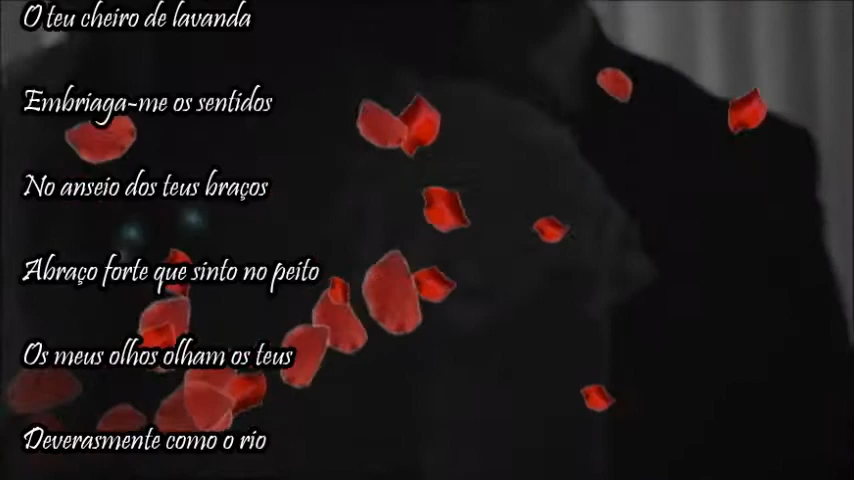 O teu cheiro de lavanda
Embriaga-me os sentidos
No anseio dos teus braços
Abraço forte que sinto no peito
Os meus olhos olham os teus
Deverasmente como o rio